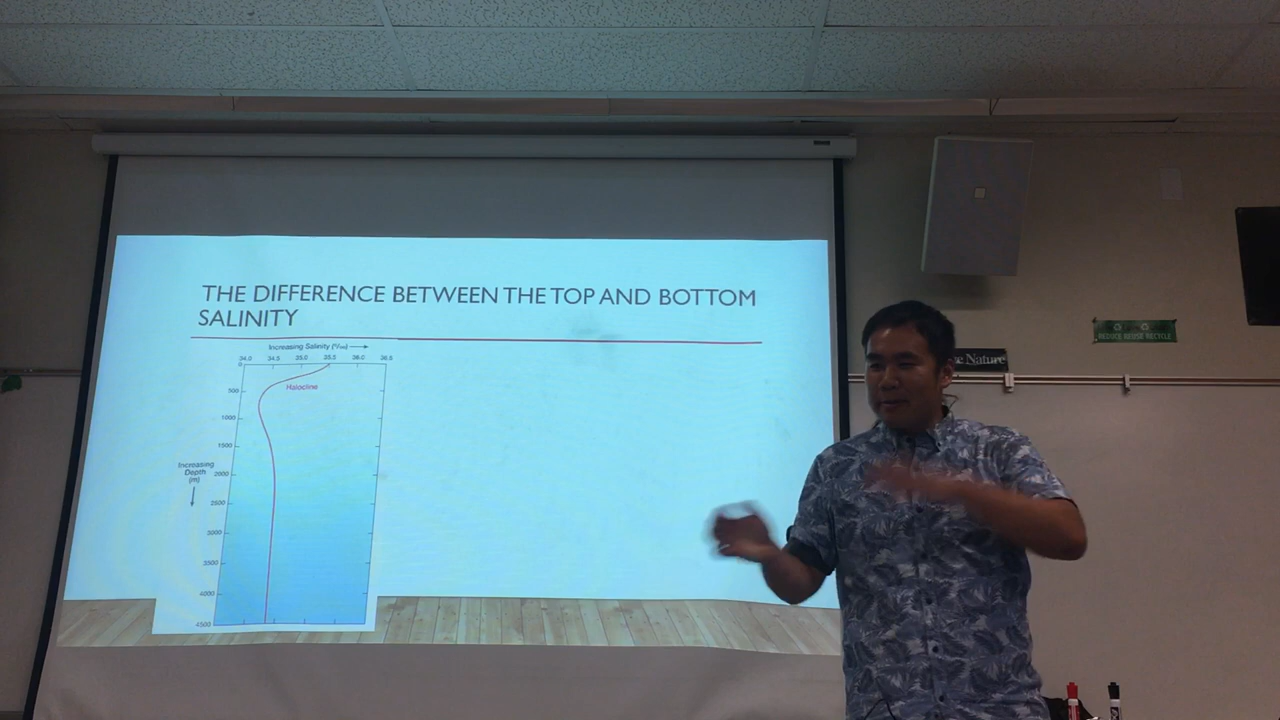 THE DIFFERENCE BETWEEN THE TOP AND BOTTOM
SALINITY
Increasing Salinity (‰)
34.0 34.5 35.0 35.5 36.0 36.5
0
Halocline
500
1000
1500
Increasing
Depth
(m)
2000
2500
3000
3500
4000
4500
REDUCE REUSE RECYCLE
Nature